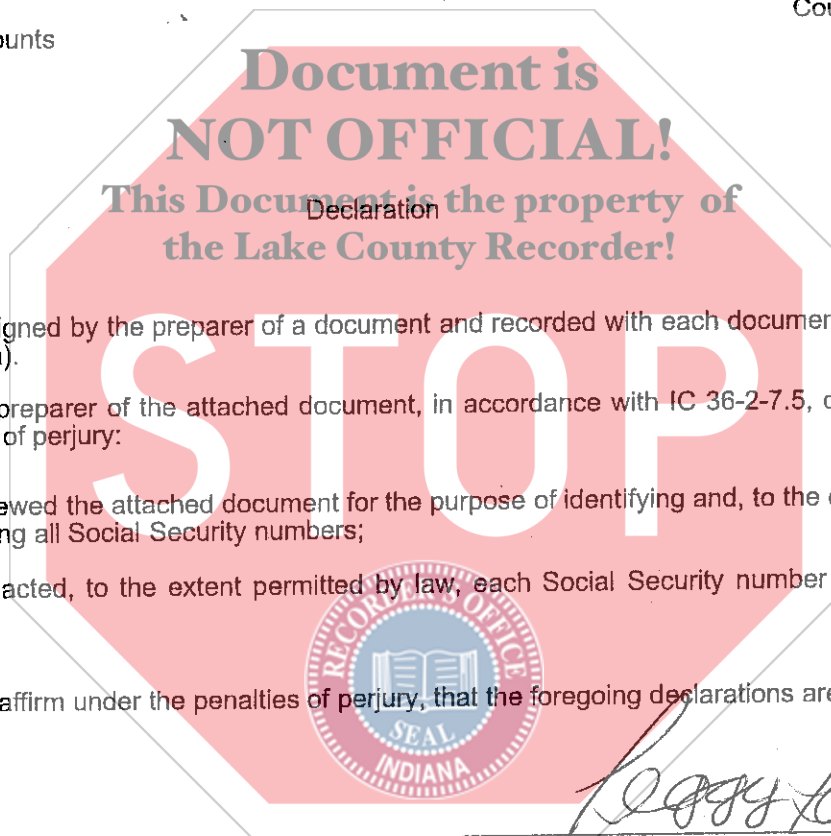 Cou
ounts
Document is
NOT OFFICIAL!
This Document is the property of
Declaration
the Lake County Recorder!
STOP
igned by the preparer of a document and recorded with each documen
).
preparer of the attached document, in accordance with IC 36-2-7.5, d
of perjury:
ewed the attached document for the purpose of identifying and, to the e
ng all Social Security numbers;
acted, to the extent permitted by law, each Social Security number
RECORDER'S OFFICE
affirm under the penalties of perjury, that the foregoing declarations are
SEAL
INDIANA
Peggy